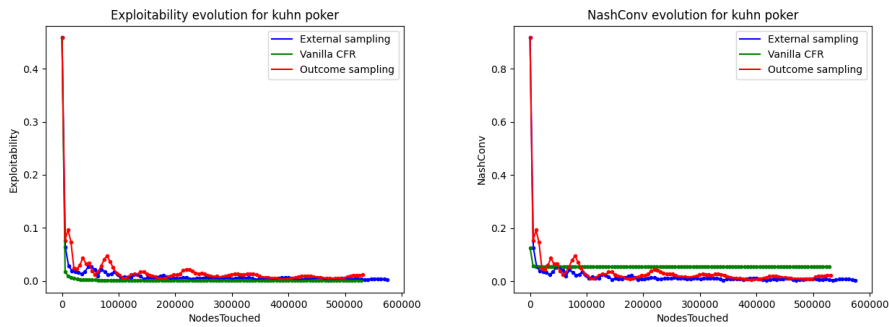 Exploitability evolution for kuhn poker
External sampling
Vanilla CFR
Outcome sampling
Exploitability
0.4
0.3
0.2
0.1
0.0
0
100000
200000
300000
400000
500000
600000
NodesTouched
NashConv evolution for kuhn poker
External sampling
Vanilla CFR
Outcome sampling
NashConv
0.8
0.6
0.4
0.2
0.0
0
100000
200000
300000
400000
500000
600000
NodesTouched